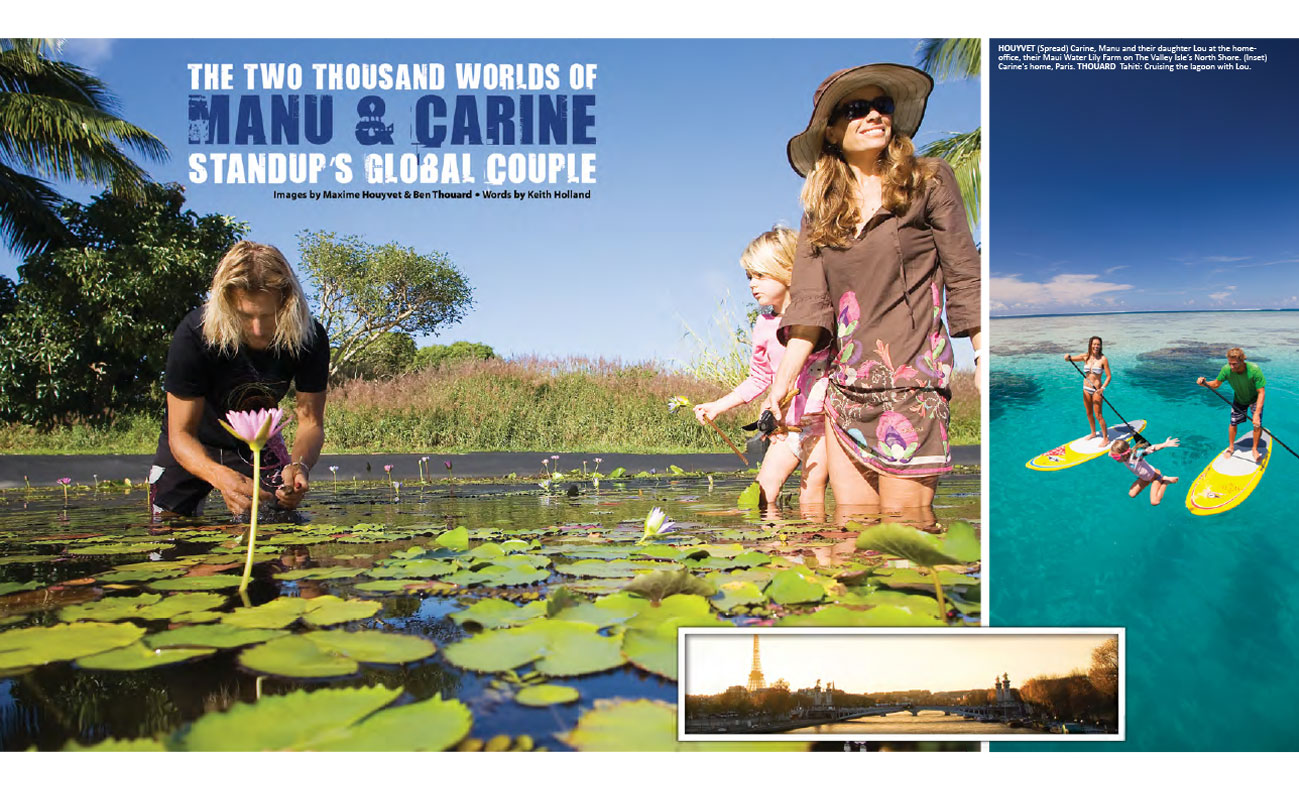 THE TWO THOUSAND WORLDS OF
MANU & CARINE
STANDUP'S GLOBAL COUPLE
Images by Maxime Houyvet & Ben Thouard • Words by Keith Holland
HOUYVET (Spread) Carine, Manu and their daughter Lou at the home-
office, their Maui Water Lily Farm on The Valley Isle's North Shore. (Inset)
Carine's home, Paris. THOUARD Tahiti: Cruising the lagoon with Lou.